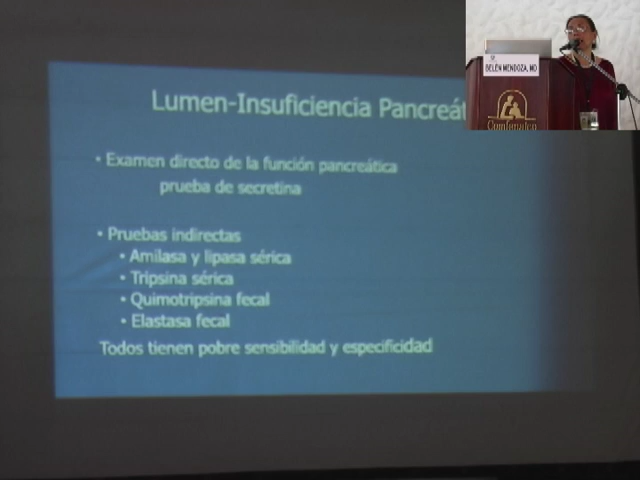 BELÉN MENDOZA, MD
Comfenalco
Lumen-Insuficiencia Pancreát
• Examen directo de la función pancreática
prueba de secretina
• Pruebas indirectas
• Amilasa y lipasa sérica
• Tripsina sérica
• Quimotripsina fecal
• Elastasa fecal
Todos tienen pobre sensibilidad y especificidad